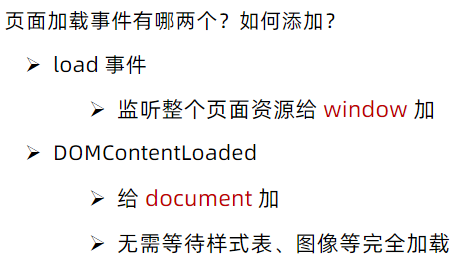 页面加载事件有哪两个？如何添加？
➢ load 事件
➢ 监听整个页面资源给 window 加
➢ DOMContentLoaded
➢ 给 document 加
➢ 无需等待样式表、图像等完全加载